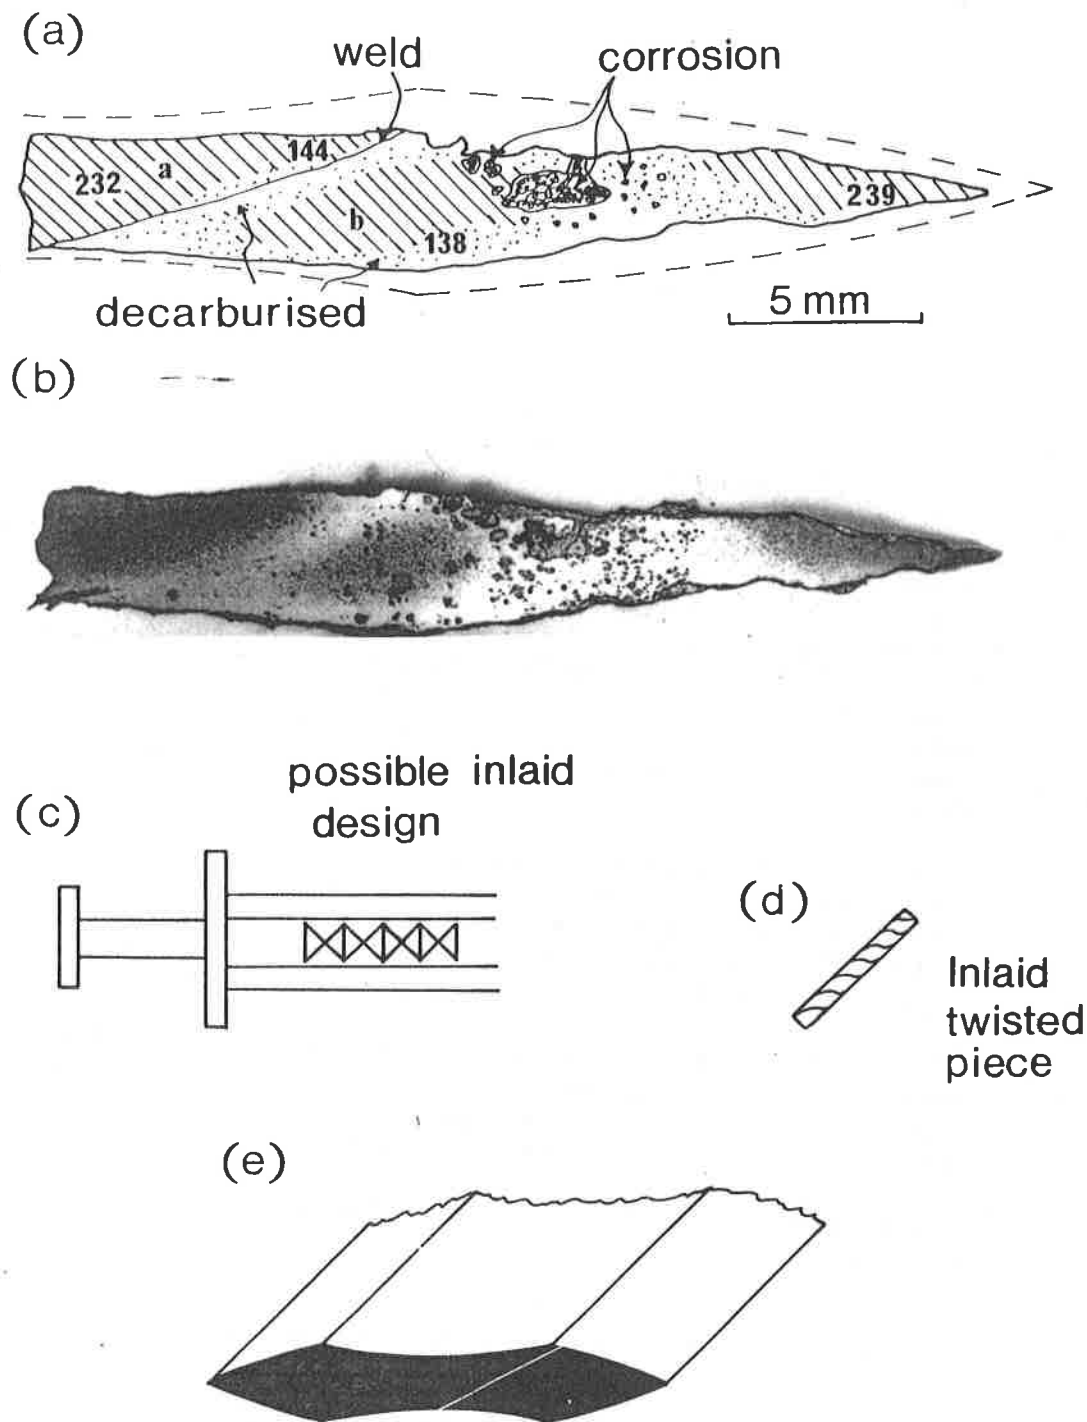 (a)
weld
corrosion
232
a
144
b
138
239
decarburised
5 mm
(b)
possible inlaid
design
(c)
(d)
Inlaid
twisted
piece
(e)